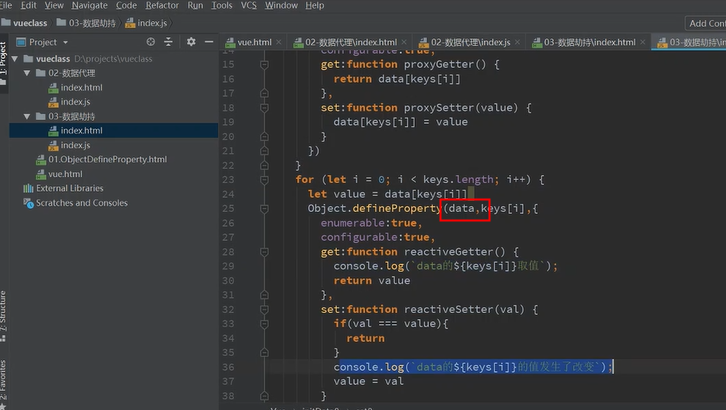 File Edit View Navigate Code Refactor Run Tools VCS Window Help
vueclass 03-数据劫持 index.js
Add Con
Project
vue.html 02-数据代理\index.html 02-数据代理\index.js 03-数据劫持\index.html 03-数据劫持\in
1: Project
vueclass D:\projects\vueclass
02-数据代理
index.html
index.js
03-数据劫持
index.html
index.js
01.ObjectDefineProperty.html
vue.html
External Libraries
Scratches and Consoles
Structure
2: Favorites
14 configurable:true,
15 get:function proxyGetter() {
16 return data[keys[i]]
17 },
18 set:function proxySetter(value) {
19 data[keys[i]] = value
20 }
21 })
22 }
23 for (let i = 0; i < keys.length; i++) {
24 let value = data[keys[i]]
25 Object.defineProperty(data,keys[i],{
26 enumerable:true,
27 configurable:true,
28 get:function reactiveGetter() {
29 console.log(`data的${keys[i]}取值`);
30 return value
31 },
32 set:function reactiveSetter(val) {
33 if(val === value){
34 return
35 }
36 console.log(`data的${keys[i]}的值发生了改变`);
37 value = val
38 }